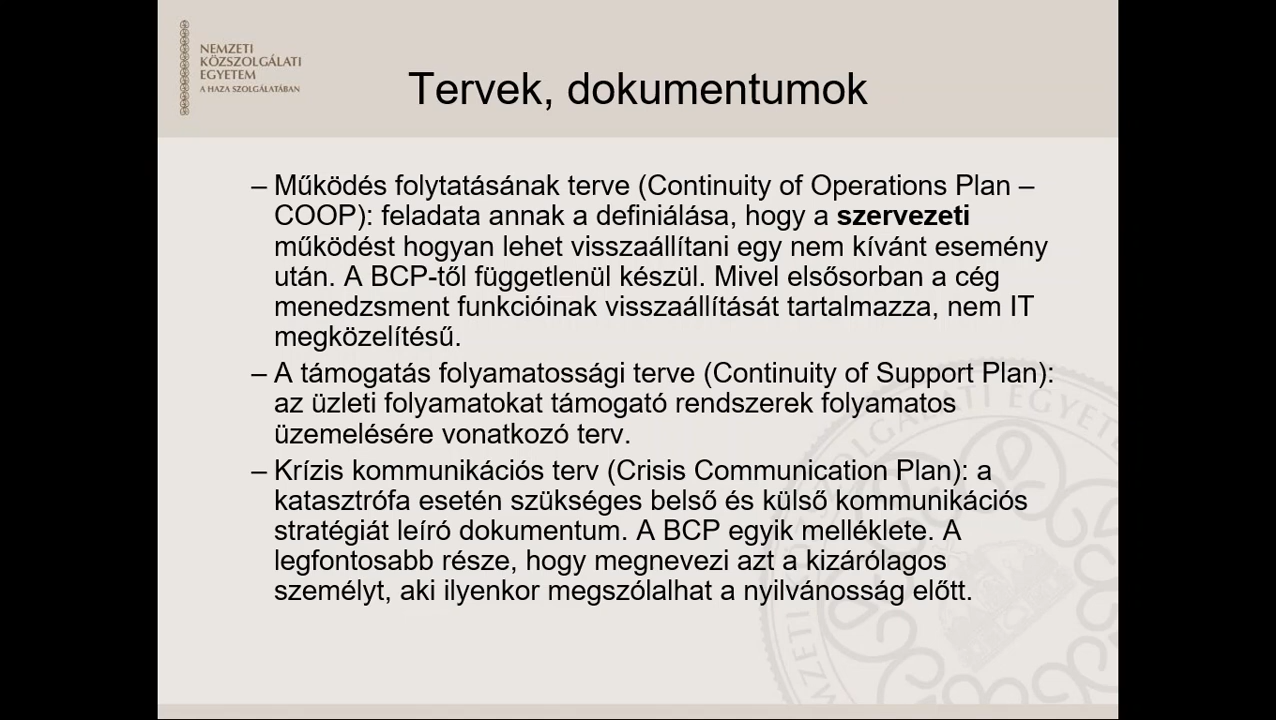 NEMZETI
KÖZSZOLGÁLATI
EGYETEM
A HAZA SZOLGÁLATÁBAN
Tervek, dokumentumok
– Működés folytatásának terve (Continuity of Operations Plan –
COOP): feladata annak a definiálása, hogy a szervezeti
működést hogyan lehet visszaállítani egy nem kívánt esemény
után. A BCP-től függetlenül készül. Mivel elsősorban a cég
menedzsment funkcióinak visszaállítását tartalmazza, nem IT
megközelítésű.
– A támogatás folyamatossági terve (Continuity of Support Plan):
az üzleti folyamatokat támogató rendszerek folyamatos
üzemelésére vonatkozó terv.
– Krízis kommunikációs terv (Crisis Communication Plan): a
katasztrófa esetén szükséges belső és külső kommunikációs
stratégiát leíró dokumentum. A BCP egyik melléklete. A
legfontosabb része, hogy megnevezi azt a kizárólagos
személyt, aki ilyenkor megszólalhat a nyilvánosság előtt.